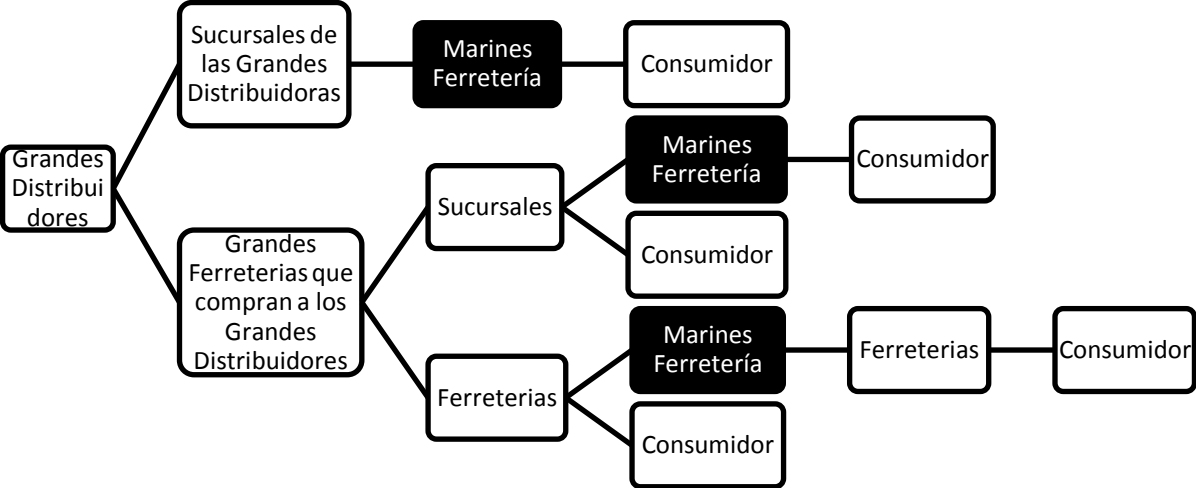 Sucursales de
las Grandes
Distribuidoras
Marines
Ferretería
Consumidor
Grandes
Distribui
dores
Marines
Ferretería
Consumidor
Sucursales
Consumidor
Grandes
Ferreterias que
compran a los
Grandes
Distribuidores
Marines
Ferretería
Ferreterias
Consumidor
Ferreterias
Consumidor